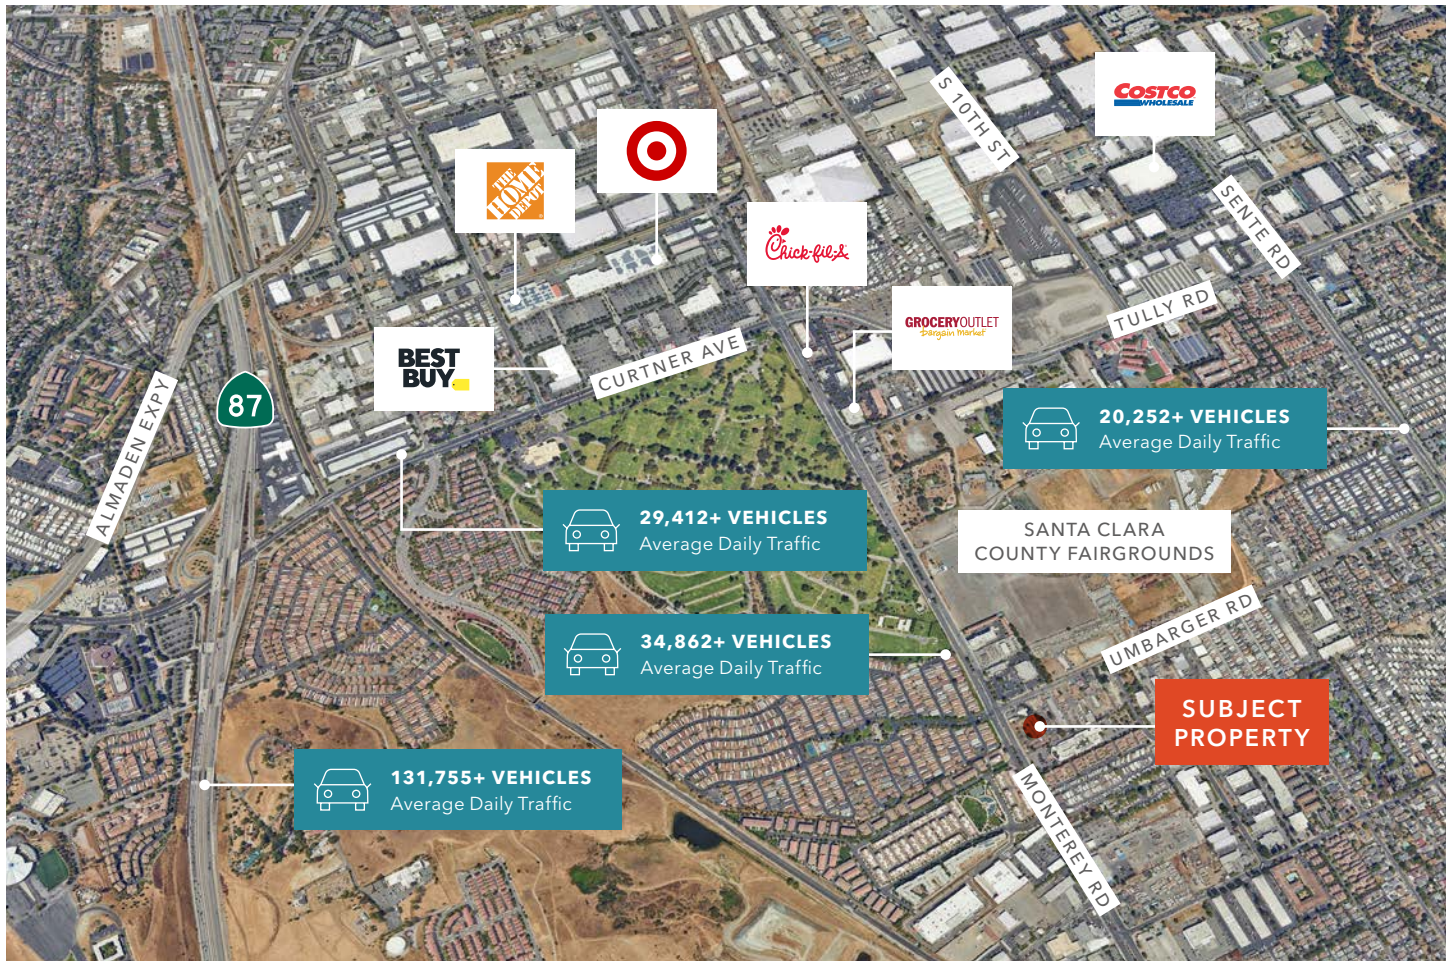 S 10TH ST
COSTCO
WHOLESALE
THE
HOME
DEPOT
SENTE RD
Chick-fil-A
TULLY RD
GROCERY OUTLET
bargain market
CURTNER AVE
BEST
BUY
87
ALMADEN EXPY
20,252+ VEHICLES
Average Daily Traffic
29,412+ VEHICLES
Average Daily Traffic
SANTA CLARA
COUNTY FAIRGROUNDS
UMBARGER RD
34,862+ VEHICLES
Average Daily Traffic
SUBJECT
PROPERTY
131,755+ VEHICLES
Average Daily Traffic
MONTEREY RD